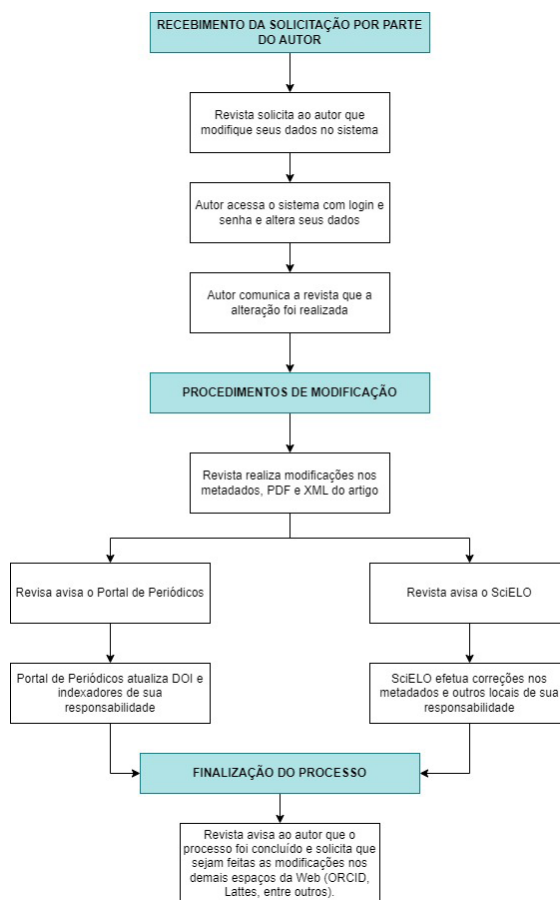 RECEBIMENTO DA SOLICITAÇÃO POR PARTE
DO AUTOR
Revista solicita ao autor que
modifique seus dados no sistema
Autor acessa o sistema com login e
senha e altera seus dados
Autor comunica a revista que a
alteração foi realizada
PROCEDIMENTOS DE MODIFICAÇÃO
Revista realiza modificações nos
metadados, PDF e XML do artigo
Revisa avisa o Portal de Periódicos
Revista avisa o SciELO
Portal de Periódicos atualiza DOI e
indexadores de sua
responsabilidade
SciELO efetua correções nos
metadados e outros locais de sua
responsabilidade
FINALIZAÇÃO DO PROCESSO
Revista avisa ao autor que o
processo foi concluído e solicita que
sejam feitas as modificações nos
demais espaços da Web (ORCID,
Lattes, entre outros).